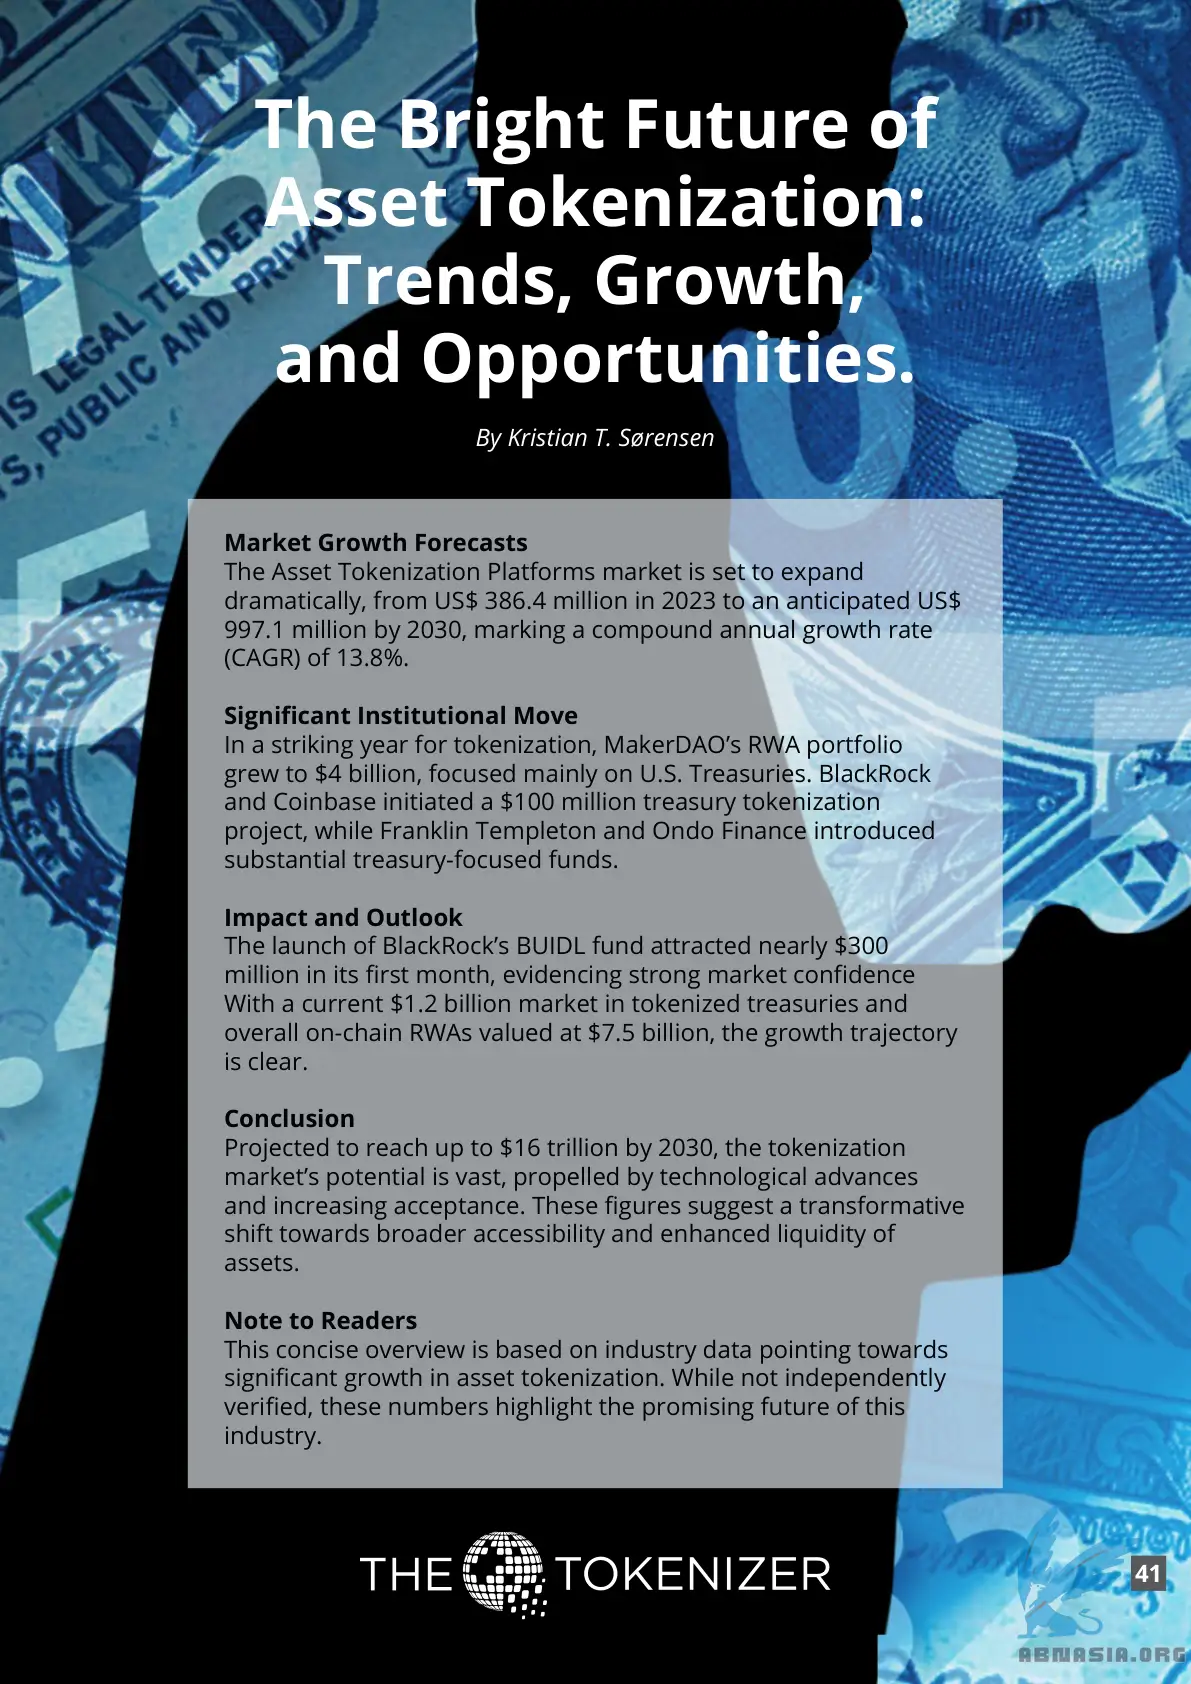 The Bright Future of
Asset Tokenization:
Trends, Growth,
and Opportunities.
By Kristian T. Sørensen
IS LEGAL TENDER
S, PUBLIC AND PRIVA
Market Growth Forecasts
The Asset Tokenization Platforms market is set to expand
dramatically, from US$ 386.4 million in 2023 to an anticipated US$
997.1 million by 2030, marking a compound annual growth rate
(CAGR) of 13.8%.
Significant Institutional Move
In a striking year for tokenization, MakerDAO’s RWA portfolio
grew to $4 billion, focused mainly on U.S. Treasuries. BlackRock
and Coinbase initiated a $100 million treasury tokenization
project, while Franklin Templeton and Ondo Finance introduced
substantial treasury-focused funds.
Impact and Outlook
The launch of BlackRock’s BUIDL fund attracted nearly $300
million in its first month, evidencing strong market confidence
With a current $1.2 billion market in tokenized treasuries and
overall on-chain RWAs valued at $7.5 billion, the growth trajectory
is clear.
Conclusion
Projected to reach up to $16 trillion by 2030, the tokenization
market’s potential is vast, propelled by technological advances
and increasing acceptance. These figures suggest a transformative
shift towards broader accessibility and enhanced liquidity of
assets.
Note to Readers
This concise overview is based on industry data pointing towards
significant growth in asset tokenization. While not independently
verified, these numbers highlight the promising future of this
industry.
THE TOKENIZER
41
ABNASIA.ORG